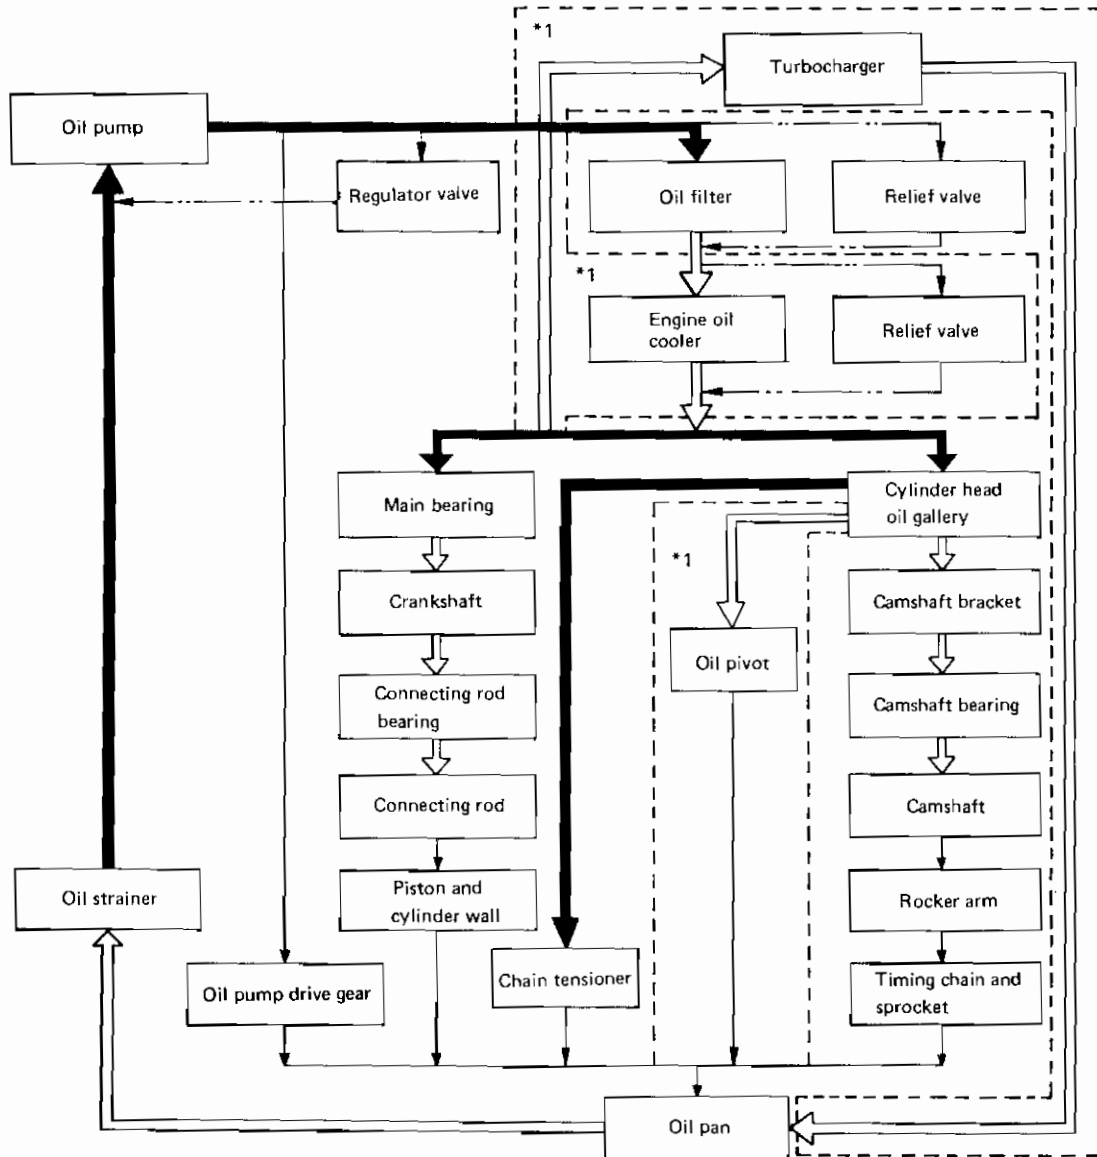 *1
Turbocharger
Oil pump
Regulator valve
Oil filter
Relief valve
*1
Engine oil
cooler
Relief valve
Main bearing
Cylinder head
oil gallery
*1
Crankshaft
Camshaft bracket
Oil pivot
Connecting rod
bearing
Camshaft bearing
Connecting rod
Camshaft
Oil strainer
Piston and
cylinder wall
Rocker arm
Oil pump drive gear
Chain tensioner
Timing chain and
sprocket
Oil pan